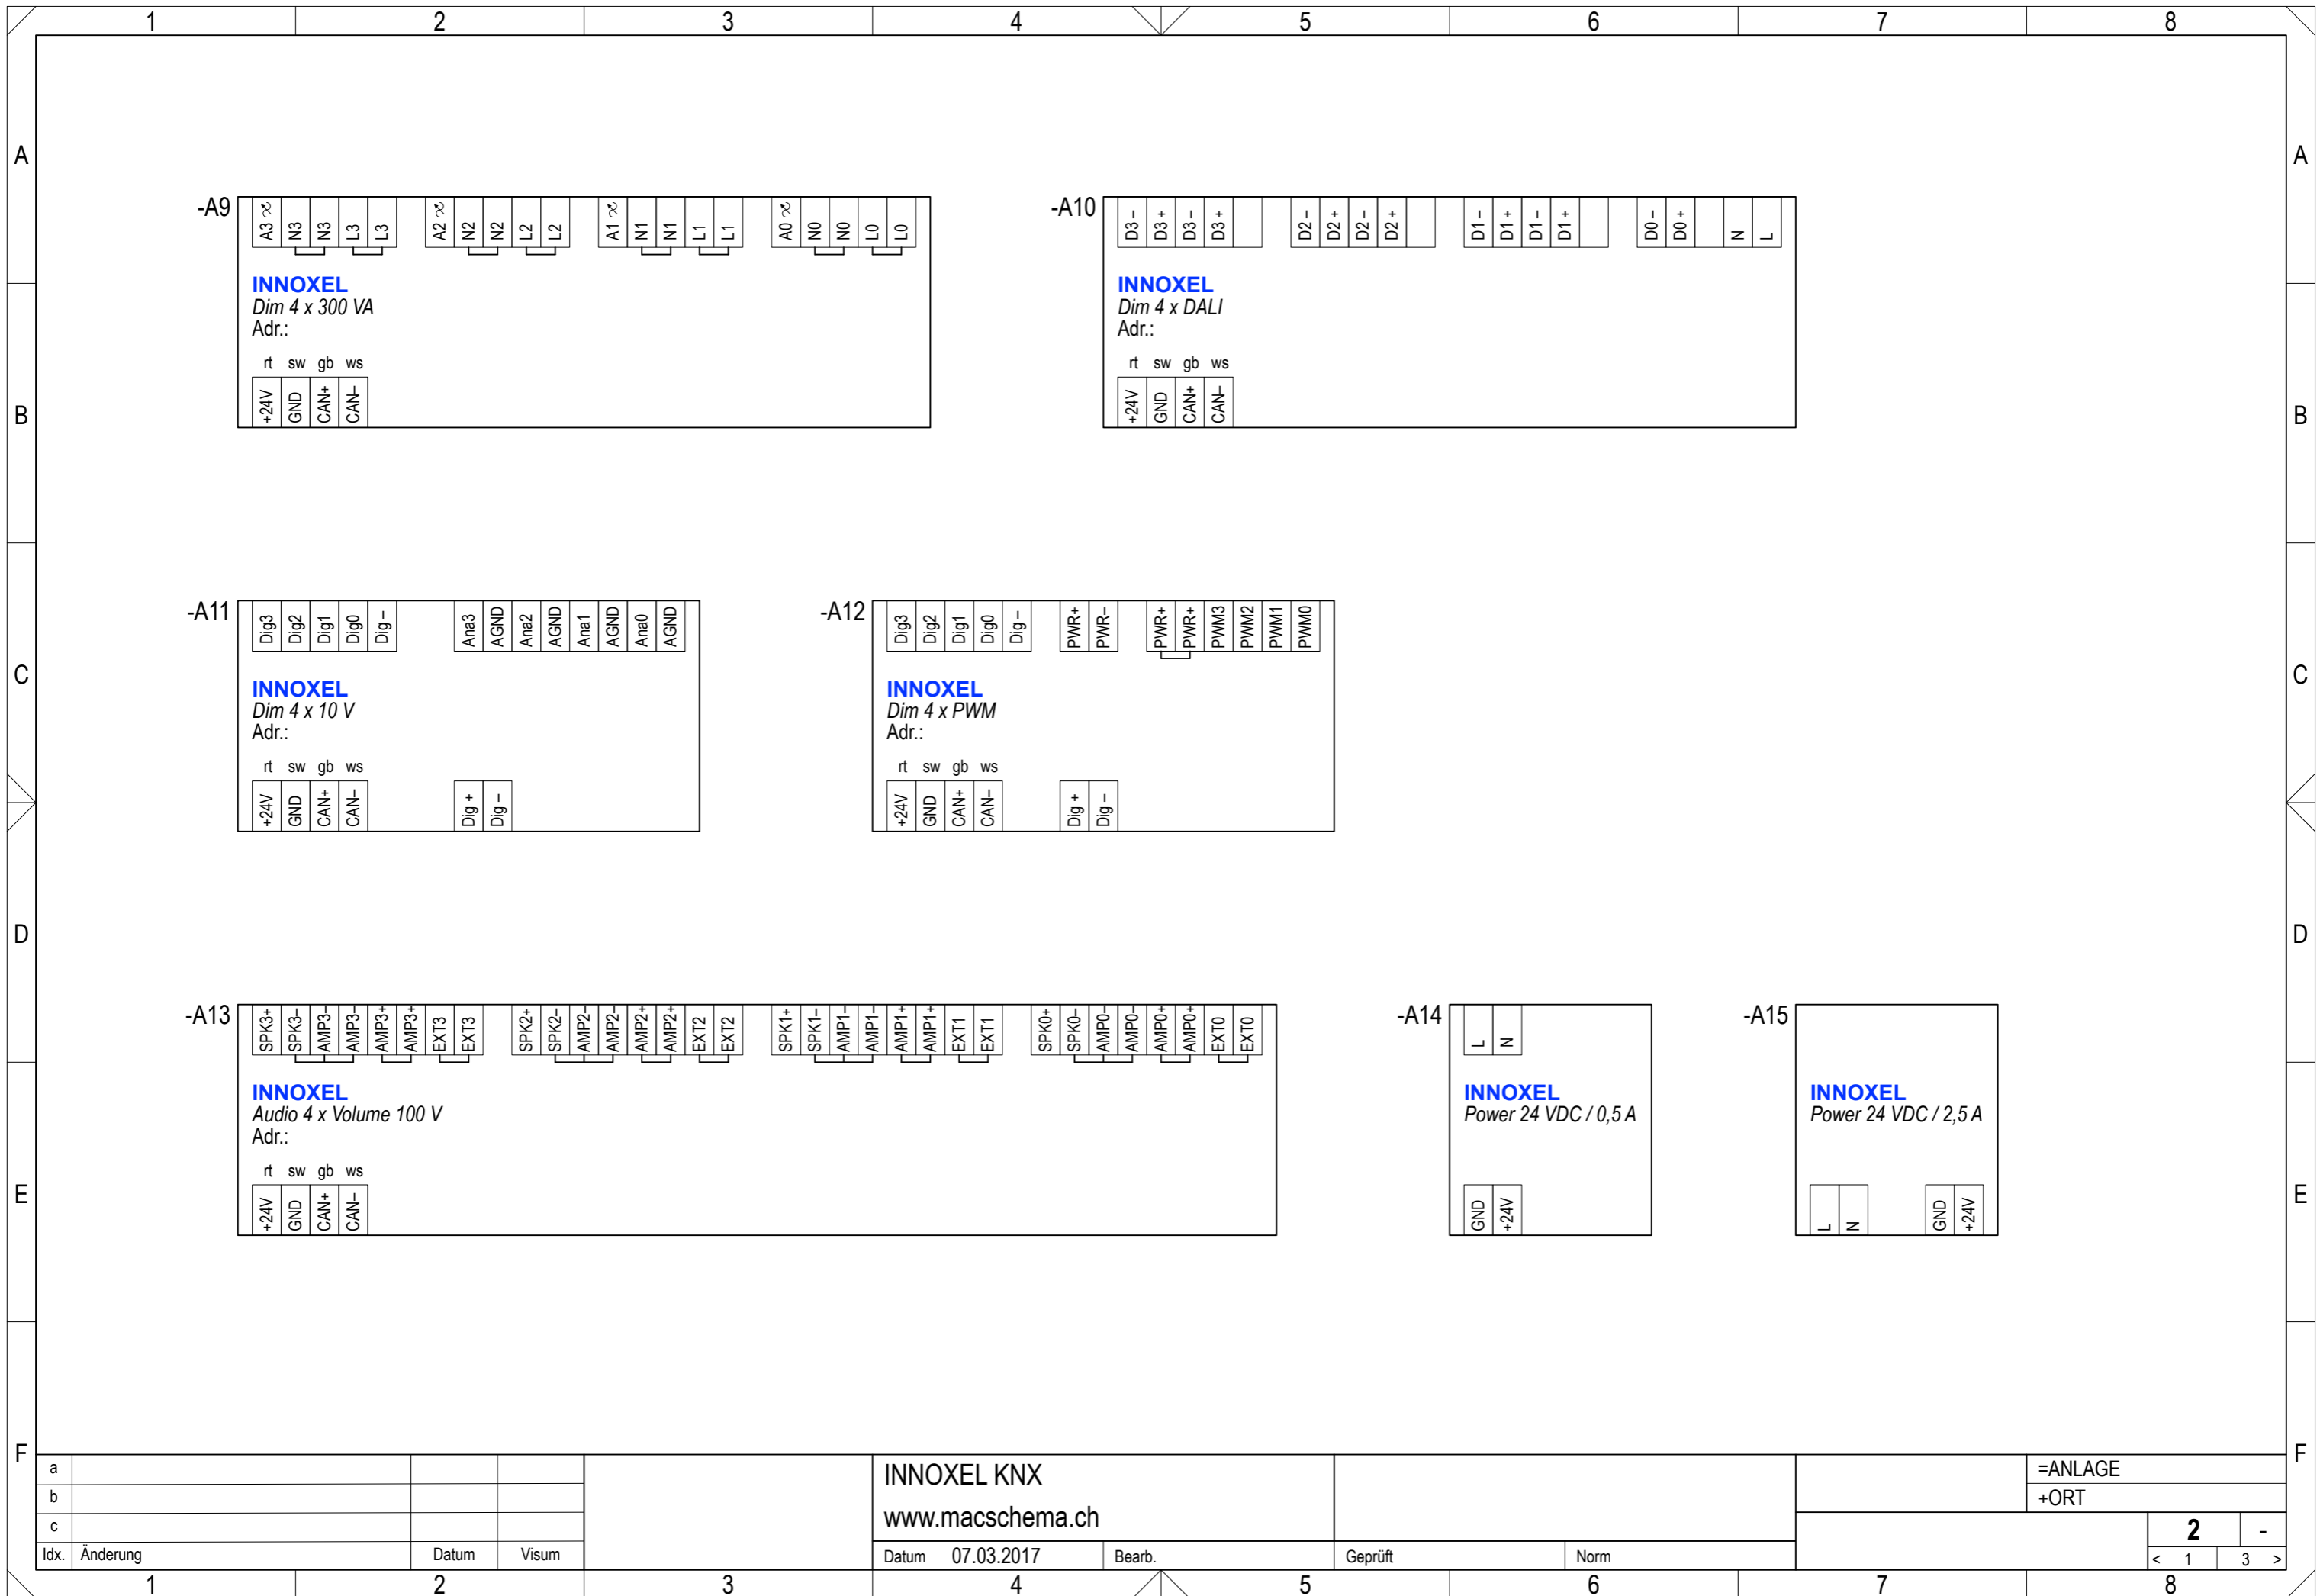 1 2 3 4 5 6 7 8
A A
-A9
A3 N3 N3 L3 L3 A2 N2 N2 L2 L2 A1 N1 N1 L1 L1 A0 N0 N0 L0 L0
INNOXEL
Dim 4 x 300 VA
Adr.:
rt sw gb ws
+24V GND CAN+ CAN–
-A10
D3 – D3 + D3 – D3 + D2 – D2 + D2 – D2 + D1 – D1 + D1 – D1 + D0 – D0 + N L
INNOXEL
Dim 4 x DALI
Adr.:
rt sw gb ws
+24V GND CAN+ CAN–
B B
-A11
Dig3 Dig2 Dig1 Dig0 Dig – Ana3 AGND Ana2 AGND Ana1 AGND Ana0 AGND
INNOXEL
Dim 4 x 10 V
Adr.:
rt sw gb ws
+24V GND CAN+ CAN– Dig + Dig –
-A12
Dig3 Dig2 Dig1 Dig0 Dig – PWR+ PWR– PWR+ PWR+ PWM3 PWM2 PWM1 PWM0
INNOXEL
Dim 4 x PWM
Adr.:
rt sw gb ws
+24V GND CAN+ CAN– Dig + Dig –
C C
D D
-A13
SPK3+ SPK3– AMP3– AMP3– AMP3+ AMP3+ EXT3 EXT3 SPK2+ SPK2– AMP2– AMP2– AMP2+ AMP2+ EXT2 EXT2 SPK1+ SPK1– AMP1– AMP1– AMP1+ AMP1+ EXT1 EXT1 SPK0+ SPK0– AMP0– AMP0– AMP0+ AMP0+ EXT0 EXT0
INNOXEL
Audio 4 x Volume 100 V
Adr.:
rt sw gb ws
+24V GND CAN+ CAN–
-A14
L N
INNOXEL
Power 24 VDC / 0,5 A
GND +24V
-A15
INNOXEL
Power 24 VDC / 2,5 A
L N GND +24V
E E
F F
a
b
c
Idx. Änderung Datum Visum
INNOXEL KNX
www.macschema.ch
Datum 07.03.2017 Bearb. Geprüft Norm
=ANLAGE
+ORT
2 -
< 1 3 >
1 2 3 4 5 6 7 8